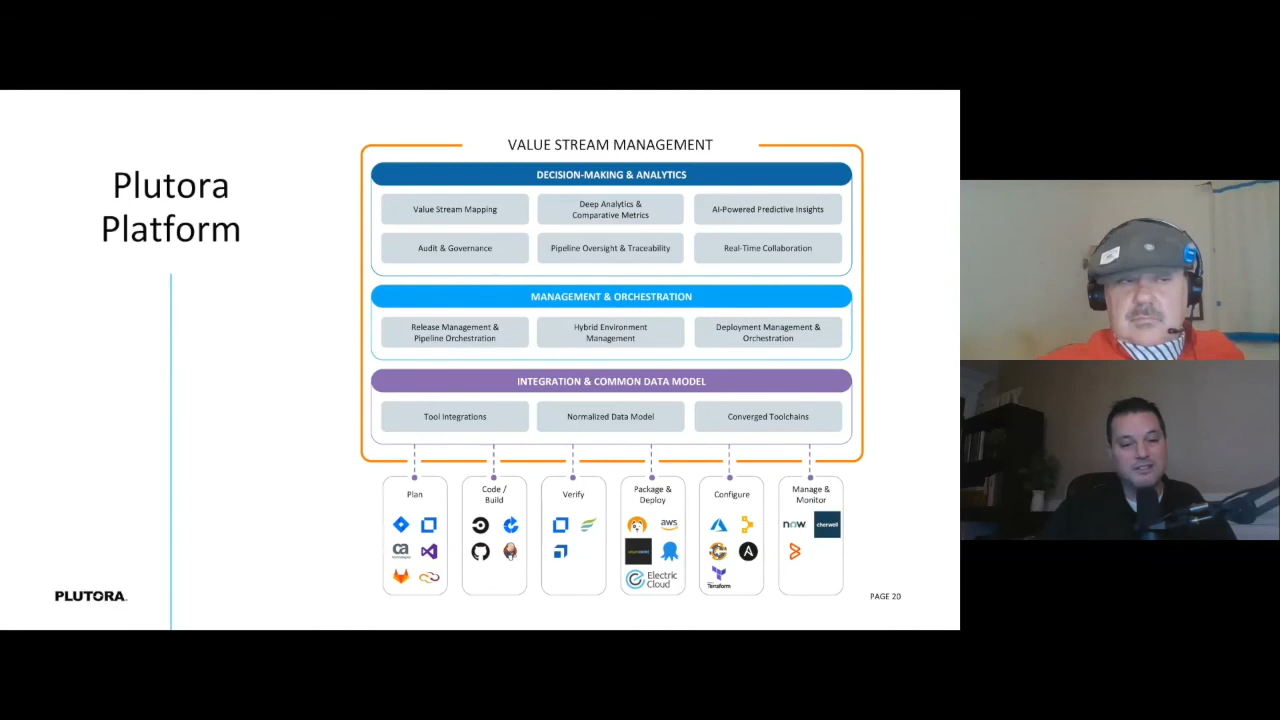 Plutora
Platform
VALUE STREAM MANAGEMENT
DECISION-MAKING & ANALYTICS
Value Stream Mapping
Deep Analytics &
Comparative Metrics
AI-Powered Predictive Insights
Audit & Governance
Pipeline Oversight & Traceability
Real-Time Collaboration
MANAGEMENT & ORCHESTRATION
Release Management &
Pipeline Orchestration
Hybrid Environment
Management
Deployment Management &
Orchestration
INTEGRATION & COMMON DATA MODEL
Tool Integrations
Normalized Data Model
Converged Toolchains
Plan
ca
Code /
Build
Verify
Package &
Deploy
aws
Electric
Cloud
Configure
Terraform
Manage &
Monitor
now
cherwell
PLUTORA
PAGE 20